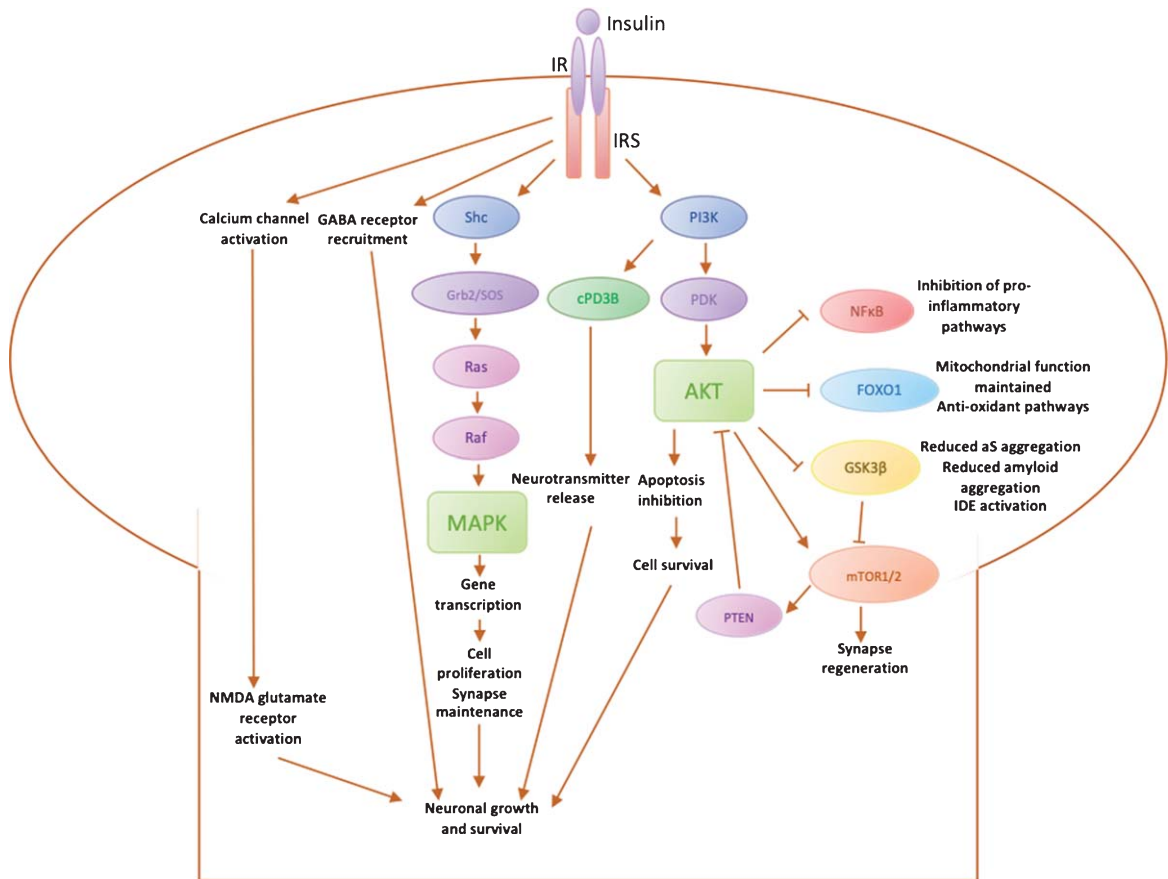 Insulin
IR
IRS
Calcium channel
activation
GABA receptor
recruitment
Shc
PI3K
Grb2/SOS
cPD3B
PDK
NFκB
Inhibition of pro-
inflammatory
pathways
Ras
AKT
FOXO1
Mitochondrial function
maintained
Anti-oxidant pathways
Raf
GSK3β
Reduced aS aggregation
Reduced amyloid
aggregation
IDE activation
Neurotransmitter
release
Apoptosis
inhibition
MAPK
Cell survival
mTOR1/2
Gene
transcription
PTEN
Synapse
regeneration
Cell
proliferation
Synapse
maintenance
NMDA glutamate
receptor
activation
Neuronal growth
and survival